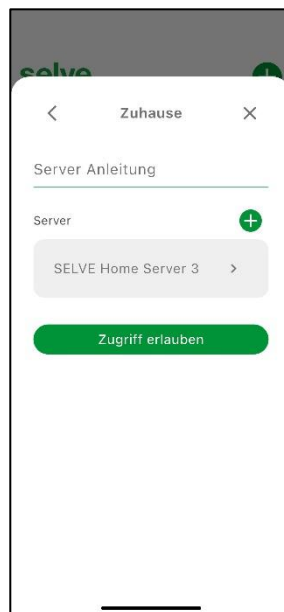 selve
Zuhause
Server Anleitung
Server
SELVE Home Server 3
Zugriff erlauben